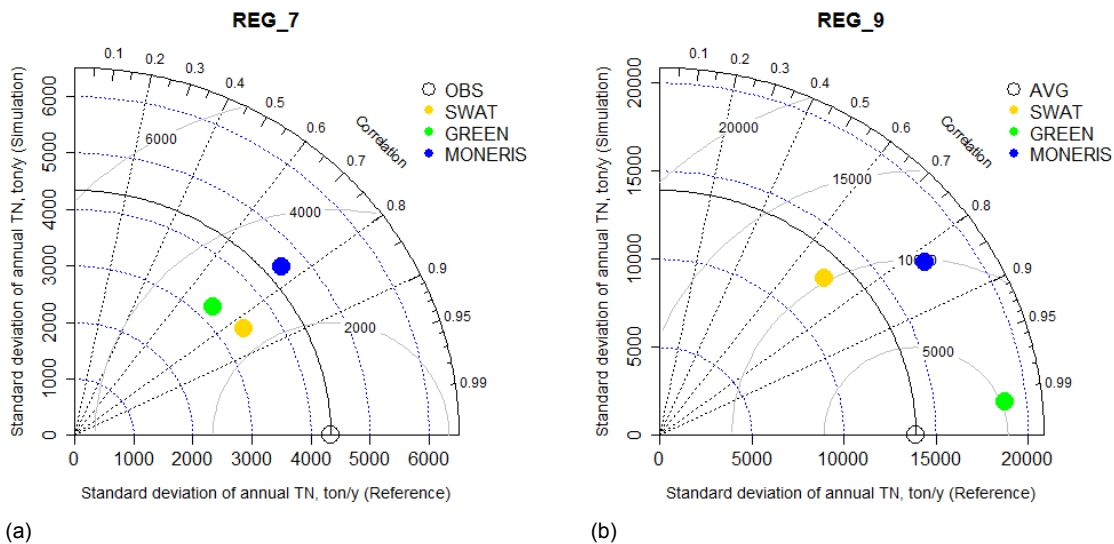 REG_7
0.1
0.2
0.3
0.4
0.5
0.6
0.7
0.8
0.9
0.95
0.99
Correlation
OBS
SWAT
GREEN
MONERIS
Standard deviation of annual TN, ton/y (Simulation)
6000
5000
4000
3000
2000
1000
0
6000
4000
2000
0
1000
2000
3000
4000
5000
6000
Standard deviation of annual TN, ton/y (Reference)
(a)
REG_9
0.1
0.2
0.3
0.4
0.5
0.6
0.7
0.8
0.9
0.95
0.99
Correlation
AVG
SWAT
GREEN
MONERIS
Standard deviation of annual TN, ton/y (Simulation)
20000
15000
10000
5000
0
20000
15000
5000
0
5000
10000
15000
20000
Standard deviation of annual TN, ton/y (Reference)
(b)